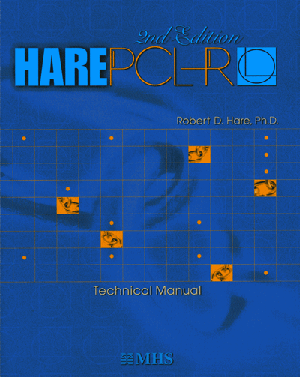 2nd Edition
HARE PCL-R
Robert D. Hare, Ph.D.
Technical Manual
MHS